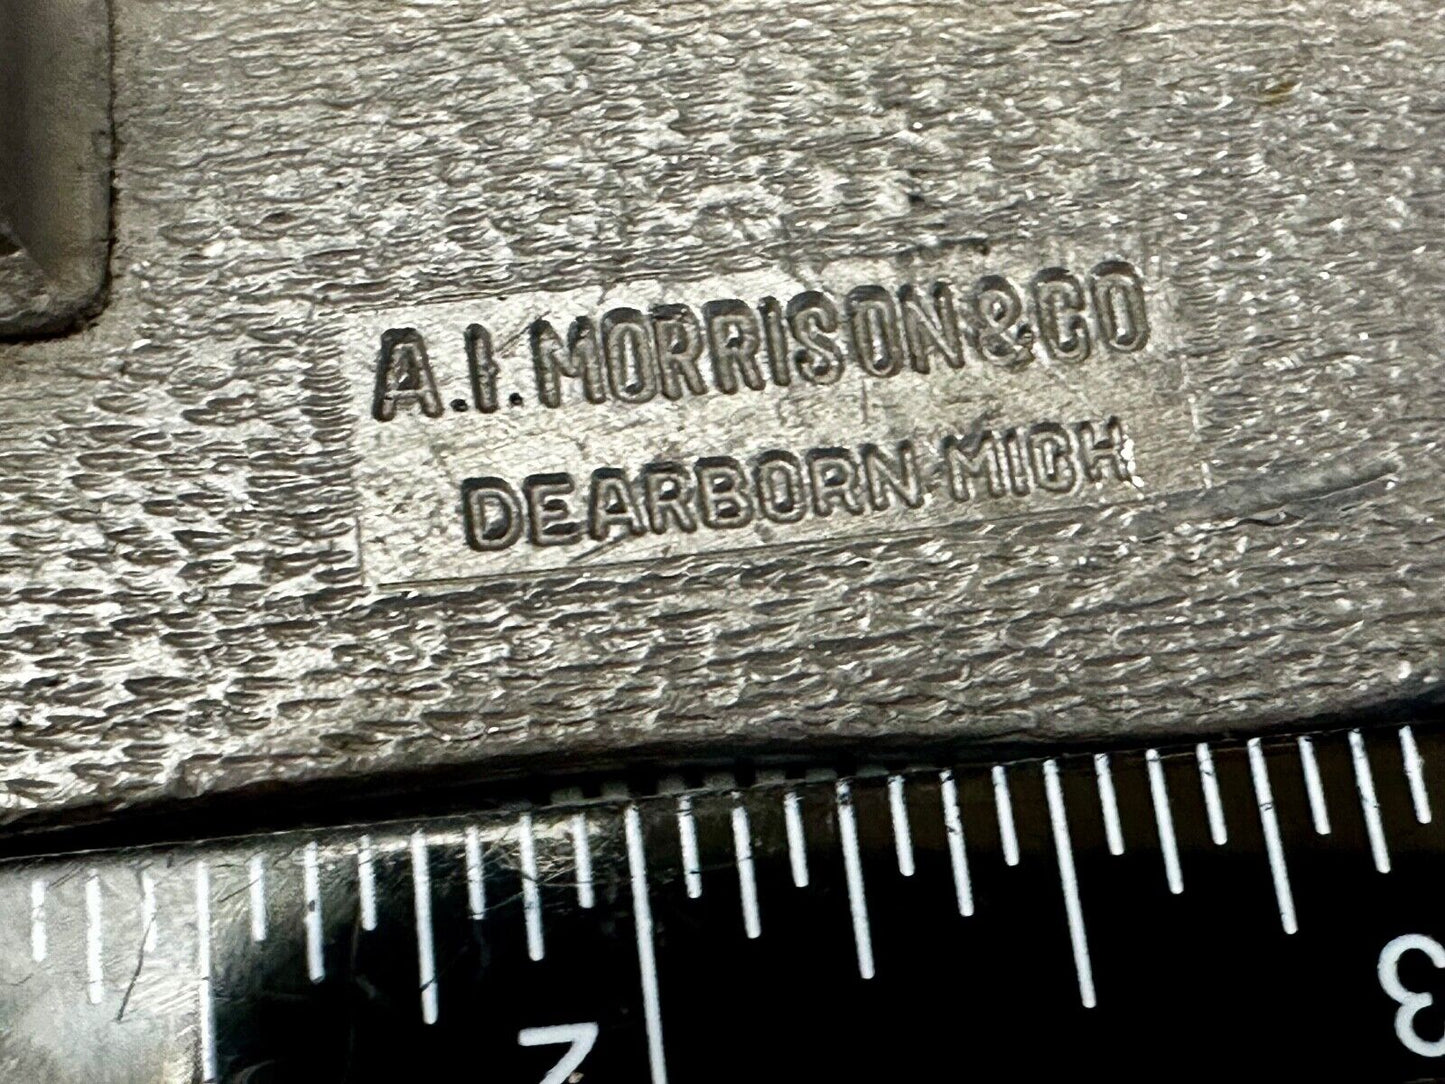 A.I. MORRISON & CO
DEARBORN MICH
2
3